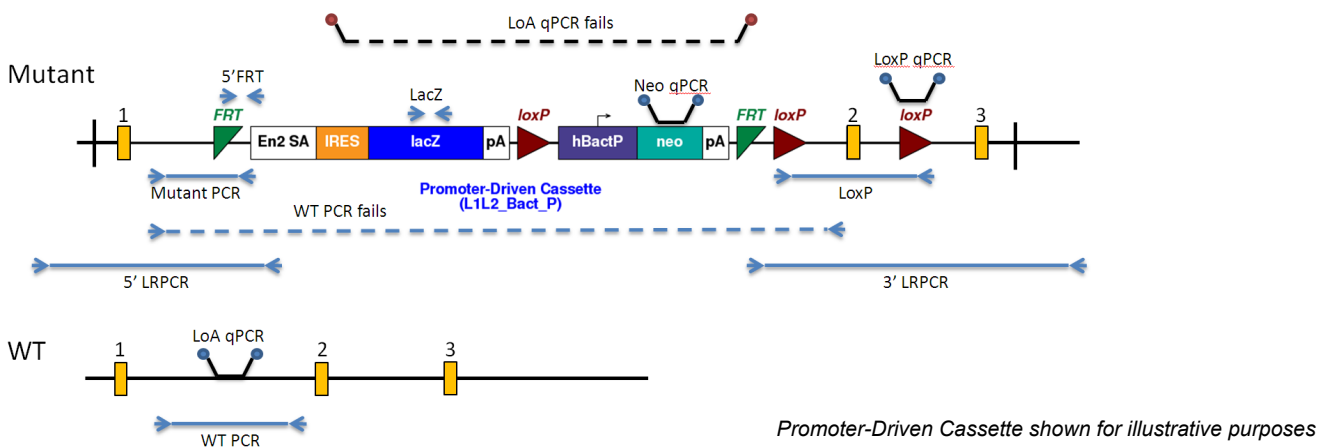 LoA qPCR fails
Mutant
5'FRT
LacZ
Neo qPCR
LoxP qPCR
1
FRT
loxP
FRT
loxP
2
loxP
3
En2 SA
IRES
lacZ
pA
hBactP
neo
pA
Mutant PCR
Promoter-Driven Cassette
(L1L2_Bact_P)
LoxP
WT PCR fails
5' LRPCR
3' LRPCR
WT
1
LoA qPCR
2
3
WT PCR
Promoter-Driven Cassette shown for illustrative purposes